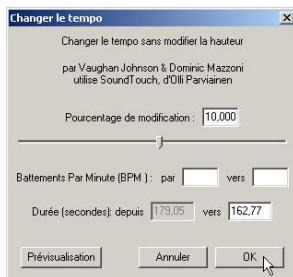 Changer le tempo
Changer le tempo sans modifier la hauteur
par Vaughan Johnson & Dominic Mazzoni
utilise SoundTouch, d'Olli Parviainen
Pourcentage de modification : 10,000
Battements Par Minute (BPM ) : par vers
Durée (secondes): depuis 179,05 vers 162,77
Prévisualisation Annuler OK